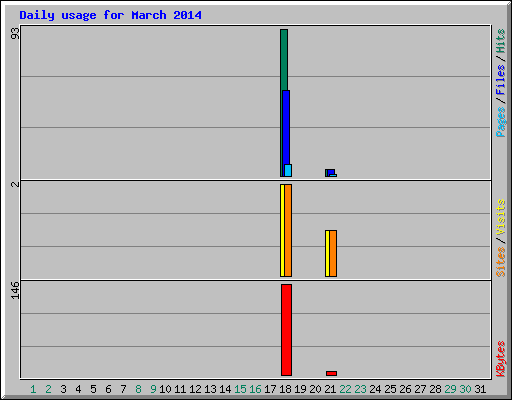 Daily usage for March 2014
93
2
146
Pages/Files/Hits
Sites/Visits
KBytes
1 2 3 4 5 6 7 8 9 10 11 12 13 14 15 16 17 18 19 20 21 22 23 24 25 26 27 28 29 30 31